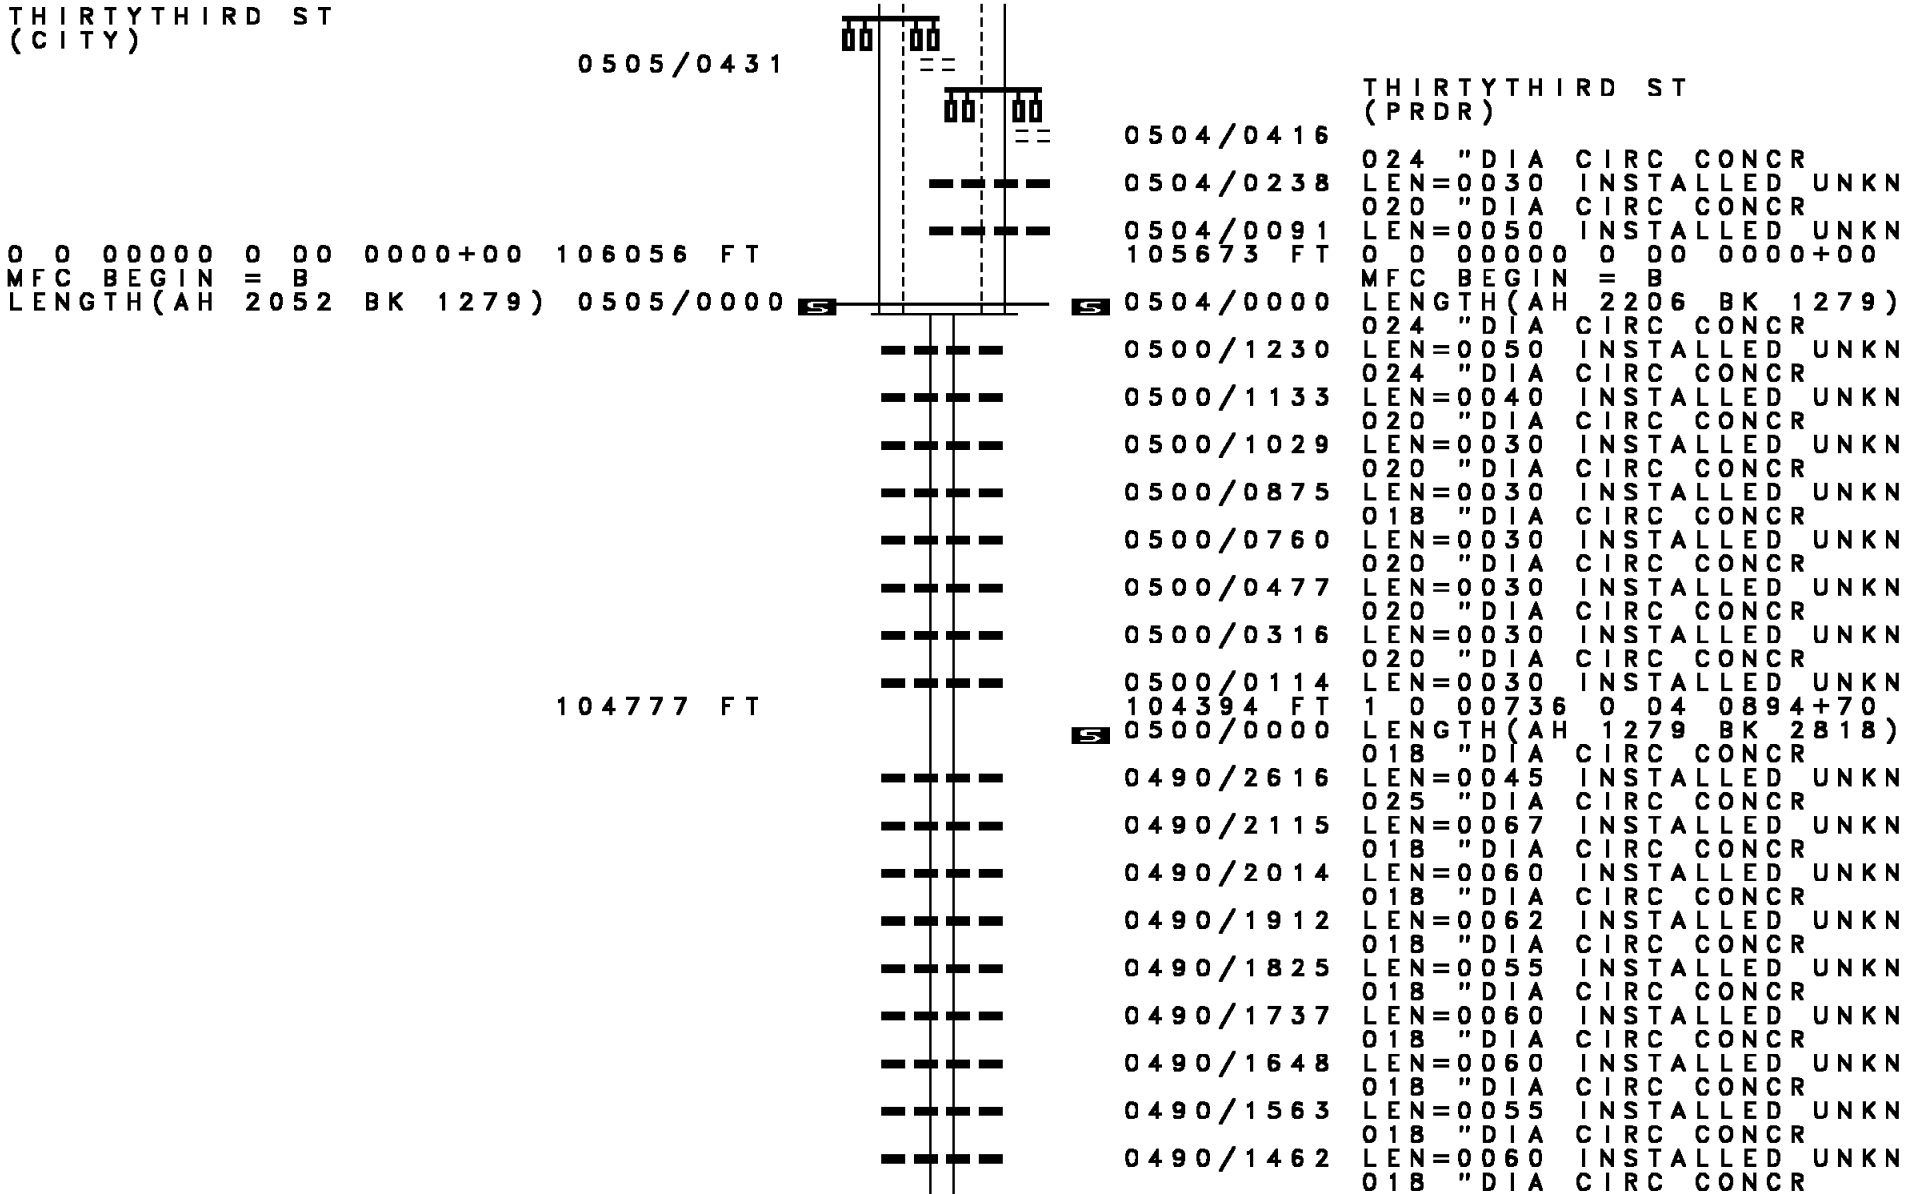 THIRTYTHIRD ST
(CITY)
0505/0431
THIRTYTHIRD ST
(PRDR)
0504/0416
024 "DIA CIRC CONCR
0504/0238 LEN=0030 INSTALLED UNKN
020 "DIA CIRC CONCR
0504/0091 LEN=0050 INSTALLED UNKN
0 0 00000 0 00 0000+00 106056 FT 105673 FT 0 0 00000 0 00 0000+00
MFC BEGIN = B MFC BEGIN = B
LENGTH(AH 2052 BK 1279) 0505/0000 S S 0504/0000 LENGTH(AH 2206 BK 1279)
024 "DIA CIRC CONCR
0500/1230 LEN=0050 INSTALLED UNKN
024 "DIA CIRC CONCR
0500/1133 LEN=0040 INSTALLED UNKN
020 "DIA CIRC CONCR
0500/1029 LEN=0030 INSTALLED UNKN
020 "DIA CIRC CONCR
0500/0875 LEN=0030 INSTALLED UNKN
018 "DIA CIRC CONCR
0500/0760 LEN=0030 INSTALLED UNKN
020 "DIA CIRC CONCR
0500/0477 LEN=0030 INSTALLED UNKN
020 "DIA CIRC CONCR
0500/0316 LEN=0030 INSTALLED UNKN
020 "DIA CIRC CONCR
0500/0114 LEN=0030 INSTALLED UNKN
104777 FT 104394 FT 1 0 00736 0 04 0894+70
S 0500/0000 LENGTH(AH 1279 BK 2818)
018 "DIA CIRC CONCR
0490/2616 LEN=0045 INSTALLED UNKN
025 "DIA CIRC CONCR
0490/2115 LEN=0067 INSTALLED UNKN
018 "DIA CIRC CONCR
0490/2014 LEN=0060 INSTALLED UNKN
018 "DIA CIRC CONCR
0490/1912 LEN=0062 INSTALLED UNKN
018 "DIA CIRC CONCR
0490/1825 LEN=0055 INSTALLED UNKN
018 "DIA CIRC CONCR
0490/1737 LEN=0060 INSTALLED UNKN
018 "DIA CIRC CONCR
0490/1648 LEN=0060 INSTALLED UNKN
018 "DIA CIRC CONCR
0490/1563 LEN=0055 INSTALLED UNKN
018 "DIA CIRC CONCR
0490/1462 LEN=0060 INSTALLED UNKN
018 "DIA CIRC CONCR